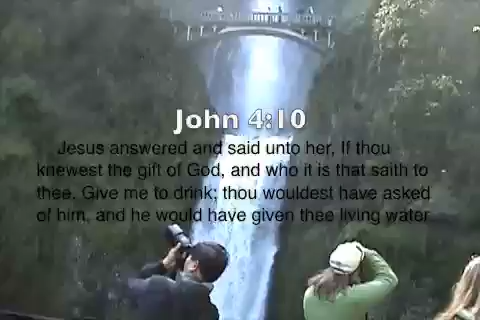 John 4:10
Jesus answered and said unto her, If thou
knewest the gift of God, and who it is that saith to
thee, Give me to drink; thou wouldest have asked
of him, and he would have given thee living water